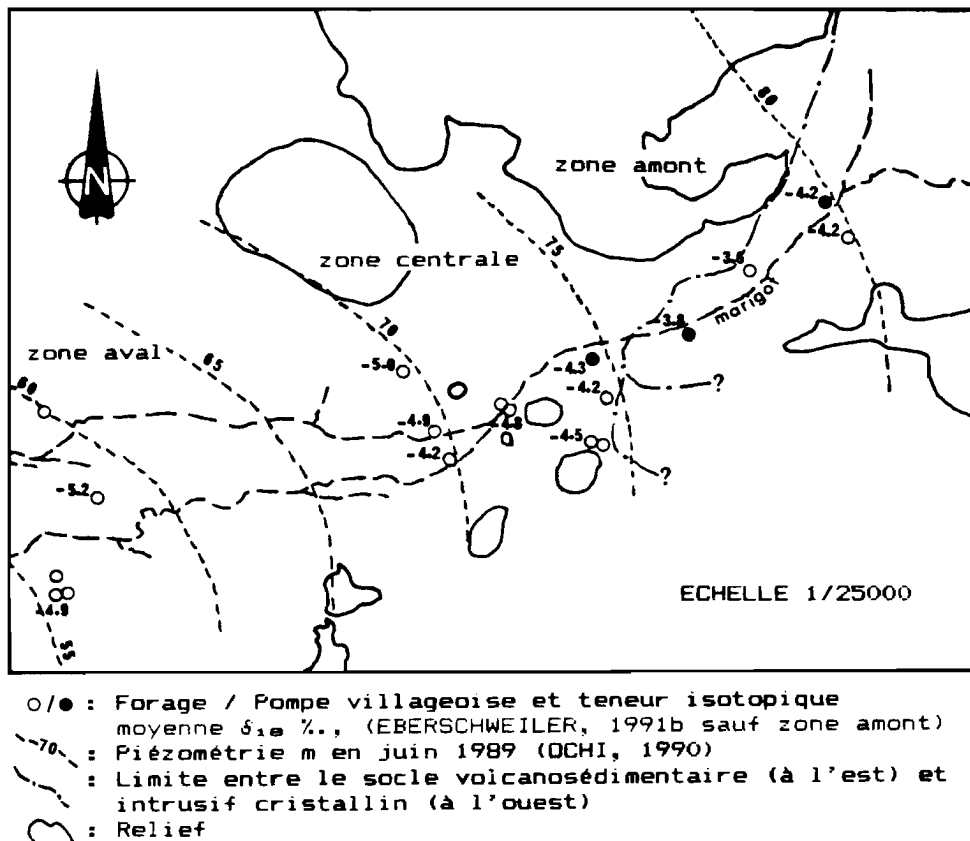 80
zone amont
-4.2
N
75
-4.2
zone centrale
-3.6
marigot
70
-3.8
zone aval
65
-5.0
-4.3
?
60
-4.2
-4.9
-4.8
-4.2
-4.5
?
-5.2
ECHELLE 1/25000
-4.9
55
○/● : Forage / Pompe villageoise et teneur isotopique
moyenne δ18 ‰., (EBERSCHWEILER, 1991b sauf zone amont)
--70-- : Piézométrie m en juin 1989 (OCHI, 1990)
: Limite entre le socle volcanosédimentaire (à l'est) et
intrusif cristallin (à l'ouest)
: Relief